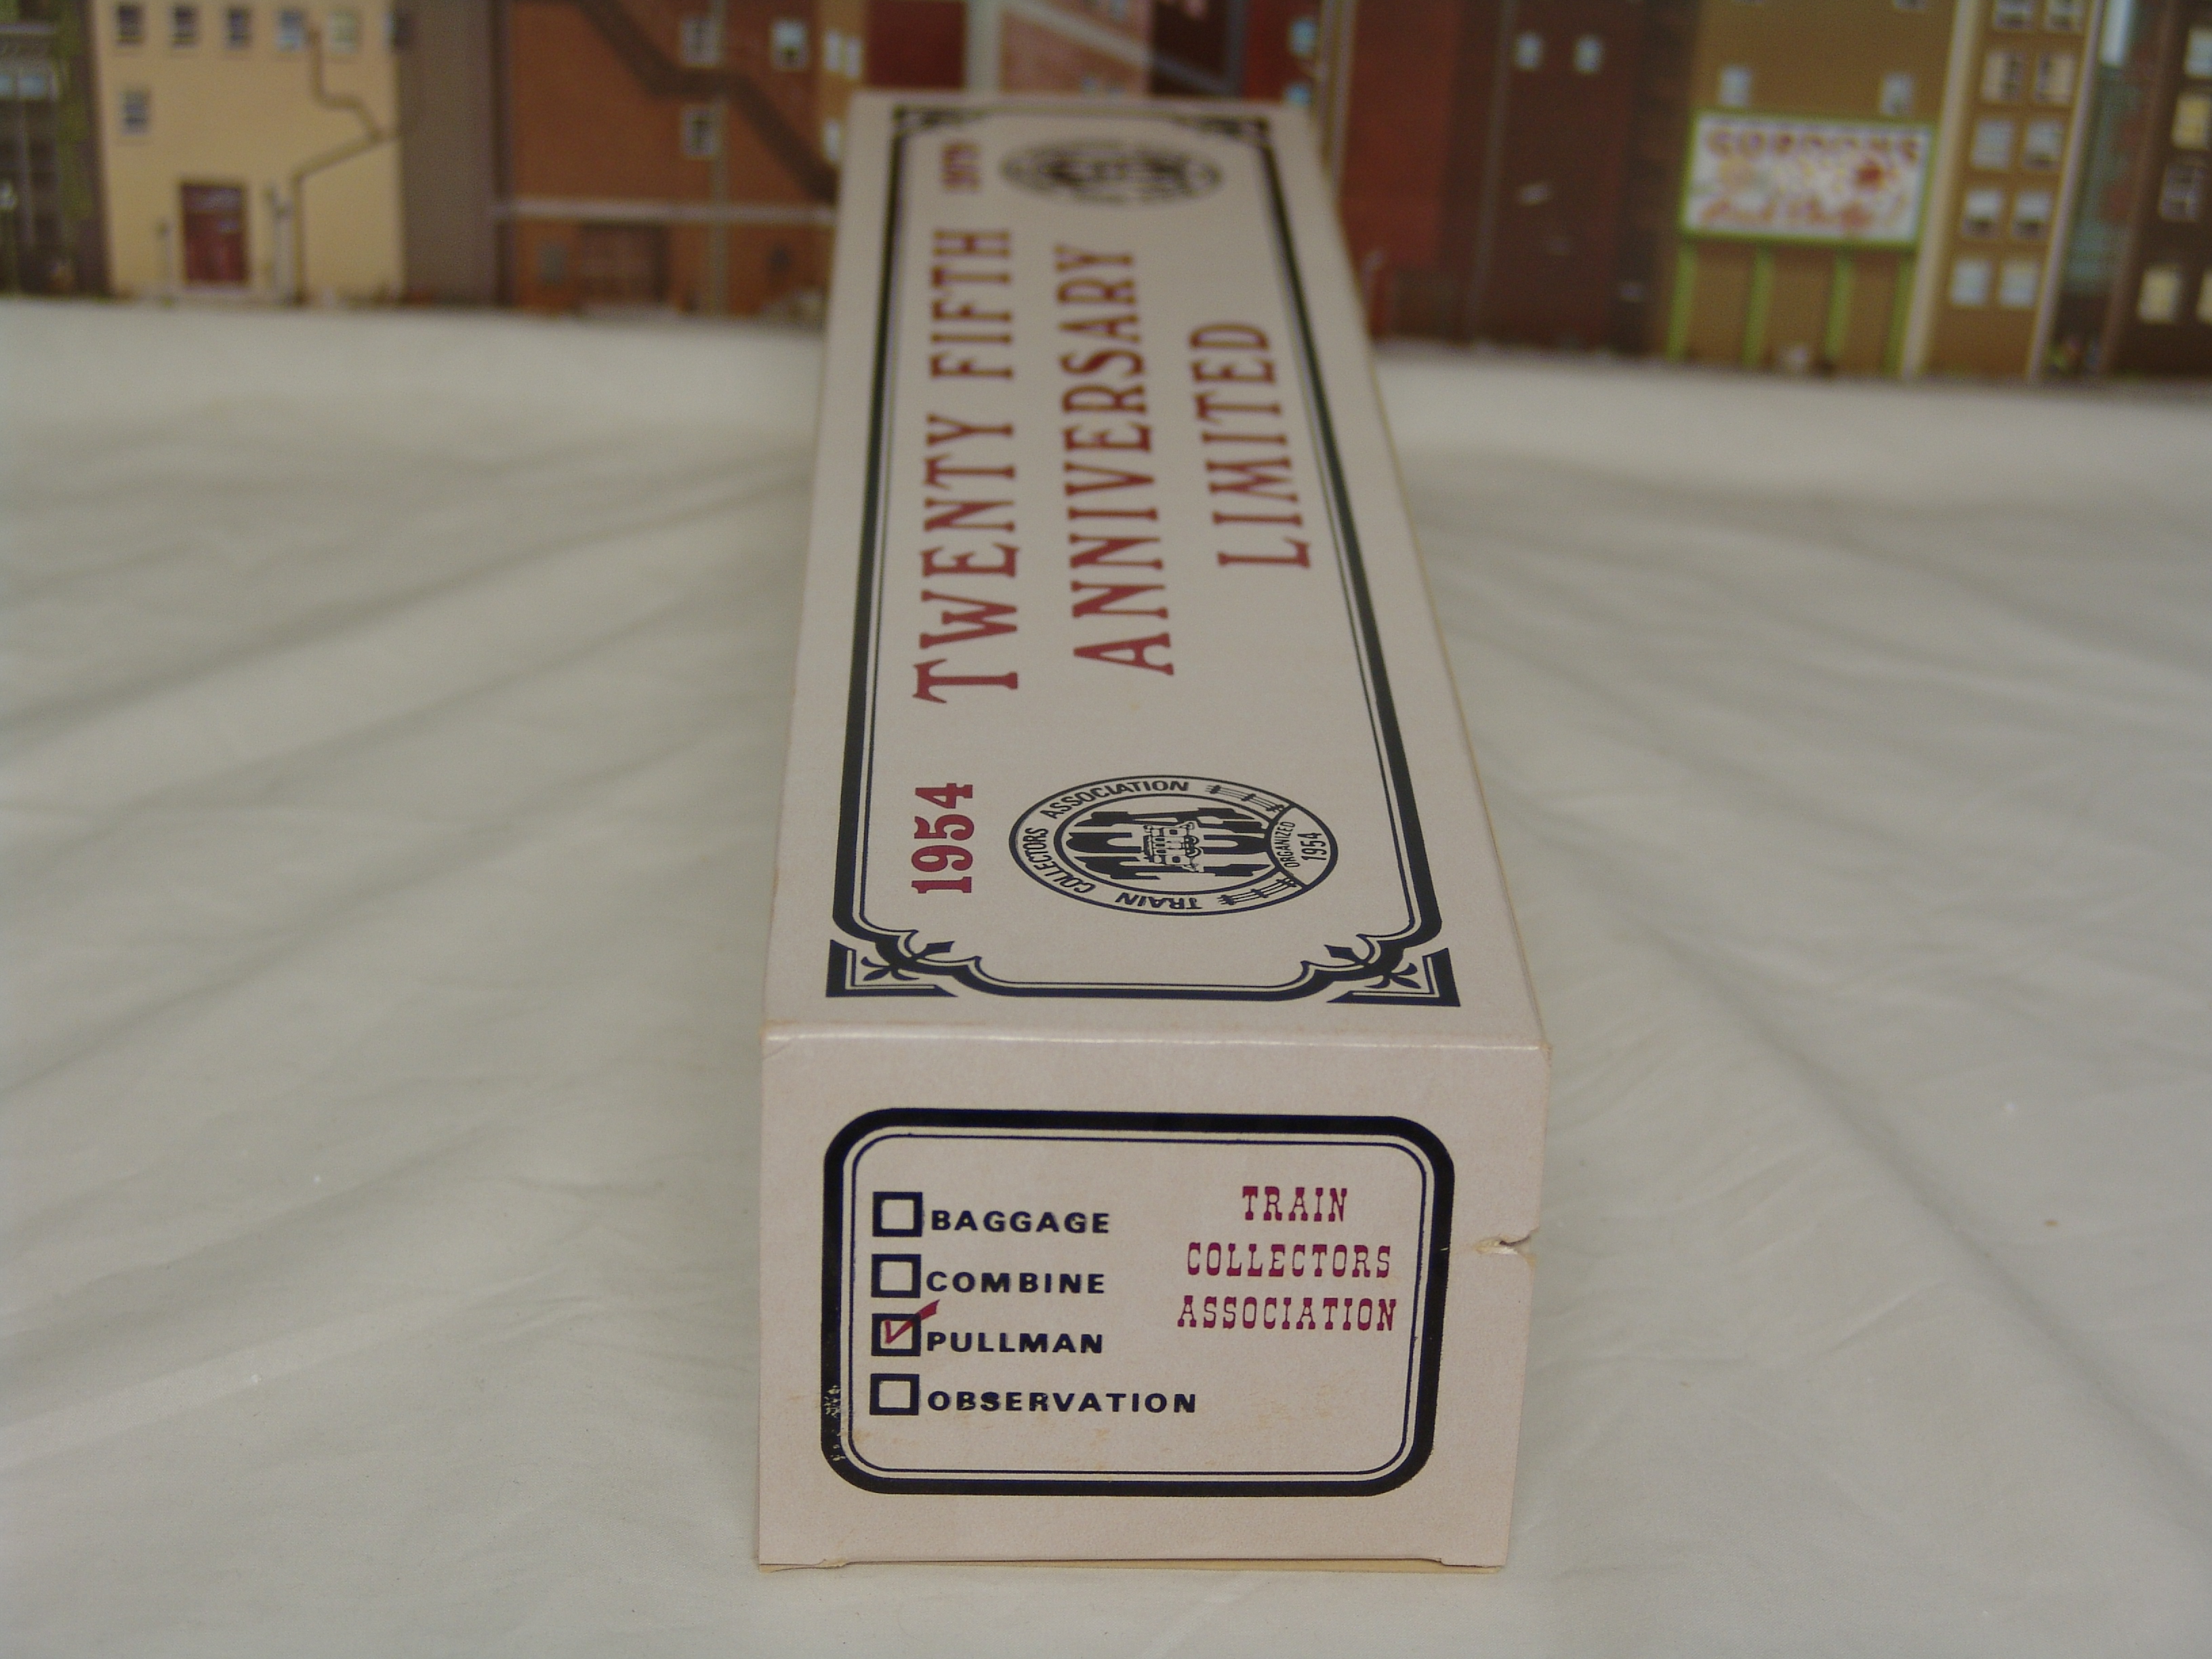 1954 TWENTY FIFTH 1979
ANNIVERSARY
LIMITED
TRAIN COLLECTORS ASSOCIATION
ORGANIZED
1954
BAGGAGE
COMBINE
PULLMAN
OBSERVATION
TRAIN
COLLECTORS
ASSOCIATION